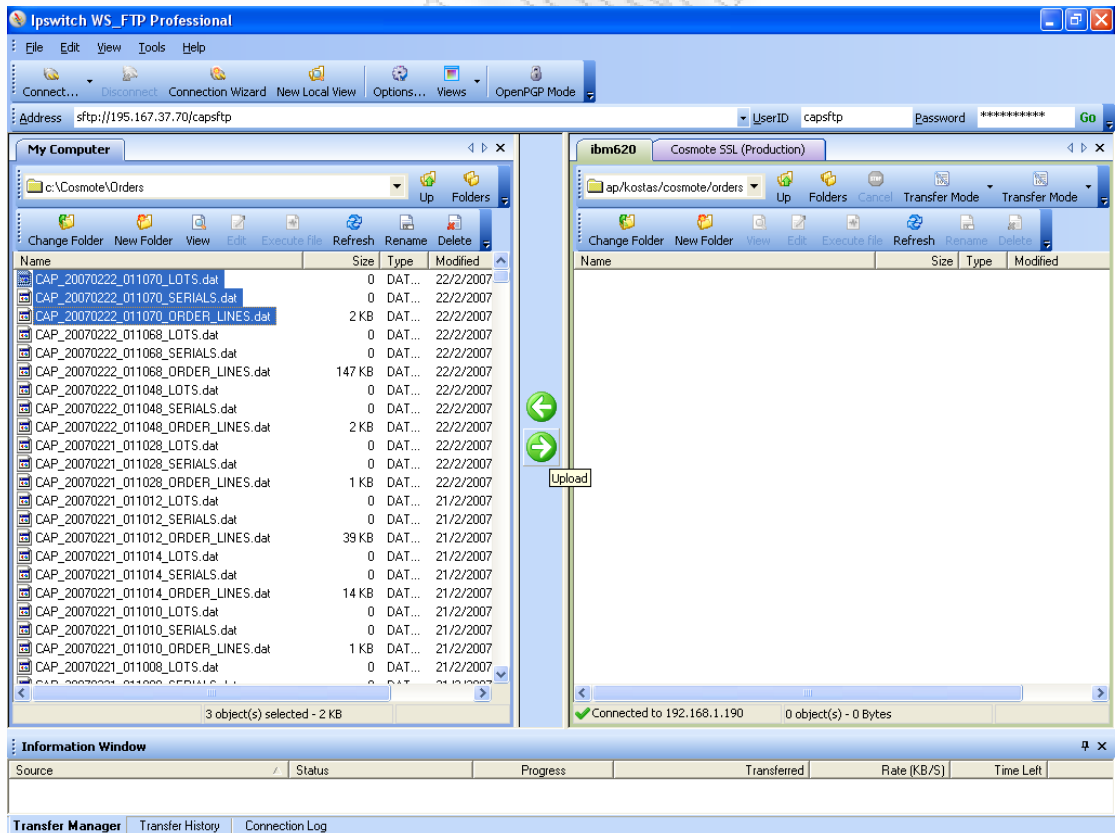 Ipswitch WS_FTP Professional
File Edit View Tools Help
Connect... Disconnect Connection Wizard New Local View Options... Views OpenPGP Mode
Address sftp://195.167.37.70/capsftp UserID capsftp Password ********** Go
My Computer
c:\Cosmote\Orders Up Folders
Change Folder New Folder View Edit Execute file Refresh Rename Delete
Name Size Type Modified
CAP_20070222_011070_LOTS.dat 0 DAT... 22/2/2007
CAP_20070222_011070_SERIALS.dat 0 DAT... 22/2/2007
CAP_20070222_011070_ORDER_LINES.dat 2 KB DAT... 22/2/2007
CAP_20070222_011068_LOTS.dat 0 DAT... 22/2/2007
CAP_20070222_011068_SERIALS.dat 0 DAT... 22/2/2007
CAP_20070222_011068_ORDER_LINES.dat 147 KB DAT... 22/2/2007
CAP_20070222_011048_LOTS.dat 0 DAT... 22/2/2007
CAP_20070222_011048_SERIALS.dat 0 DAT... 22/2/2007
CAP_20070222_011048_ORDER_LINES.dat 2 KB DAT... 22/2/2007
CAP_20070221_011028_LOTS.dat 0 DAT... 22/2/2007
CAP_20070221_011028_SERIALS.dat 0 DAT... 22/2/2007
CAP_20070221_011028_ORDER_LINES.dat 1 KB DAT... 22/2/2007
CAP_20070221_011012_LOTS.dat 0 DAT... 21/2/2007
CAP_20070221_011012_SERIALS.dat 0 DAT... 21/2/2007
CAP_20070221_011012_ORDER_LINES.dat 39 KB DAT... 21/2/2007
CAP_20070221_011014_LOTS.dat 0 DAT... 21/2/2007
CAP_20070221_011014_SERIALS.dat 0 DAT... 21/2/2007
CAP_20070221_011014_ORDER_LINES.dat 14 KB DAT... 21/2/2007
CAP_20070221_011010_LOTS.dat 0 DAT... 21/2/2007
CAP_20070221_011010_SERIALS.dat 0 DAT... 21/2/2007
CAP_20070221_011010_ORDER_LINES.dat 1 KB DAT... 21/2/2007
CAP_20070221_011008_LOTS.dat 0 DAT... 21/2/2007
3 object(s) selected - 2 KB
Upload
ibm620 Cosmote SSL (Production)
ap/kostas/cosmote/orders Up Folders Cancel Transfer Mode Transfer Mode
Change Folder New Folder View Edit Execute file Refresh Rename Delete
Name Size Type Modified
Connected to 192.168.1.190 0 object(s) - 0 Bytes
Information Window
Source Status Progress Transferred Rate (KB/S) Time Left
Transfer Manager Transfer History Connection Log